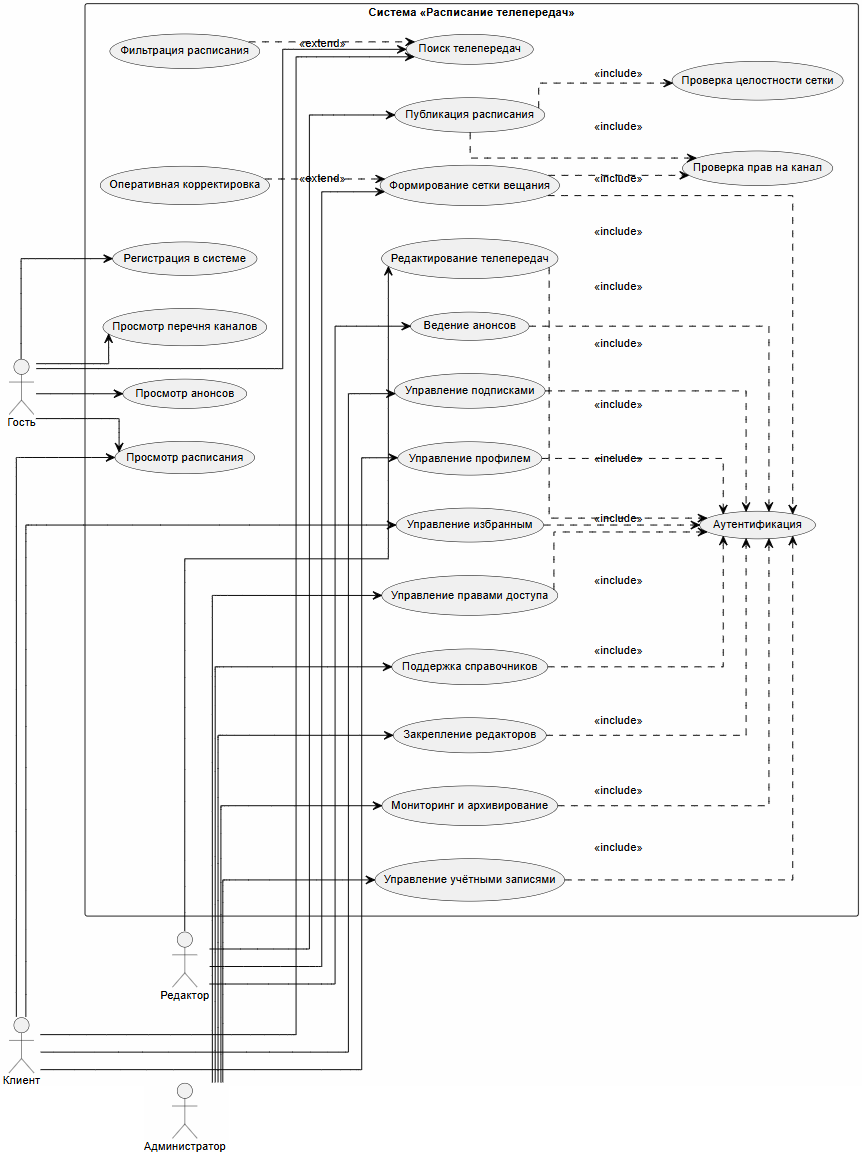 Система «Расписание телепередач»
Фильтрация расписания
«extend»
Поиск телепередач
«include»
Проверка целостности сетки
Публикация расписания
«include»
Проверка прав на канал
Оперативная корректировка
«extend»
Формирование сетки вещания
«include»
«include»
Регистрация в системе
Редактирование телепередач
«include»
Просмотр перечня каналов
Ведение анонсов
«include»
Гость
Просмотр анонсов
Управление подписками
«include»
Просмотр расписания
Управление профилем
«include»
Управление избранным
«include»
Аутентификация
«include»
Управление правами доступа
«include»
Поддержка справочников
«include»
Закрепление редакторов
«include»
Мониторинг и архивирование
«include»
Управление учётными записями
Редактор
Клиент
Администратор